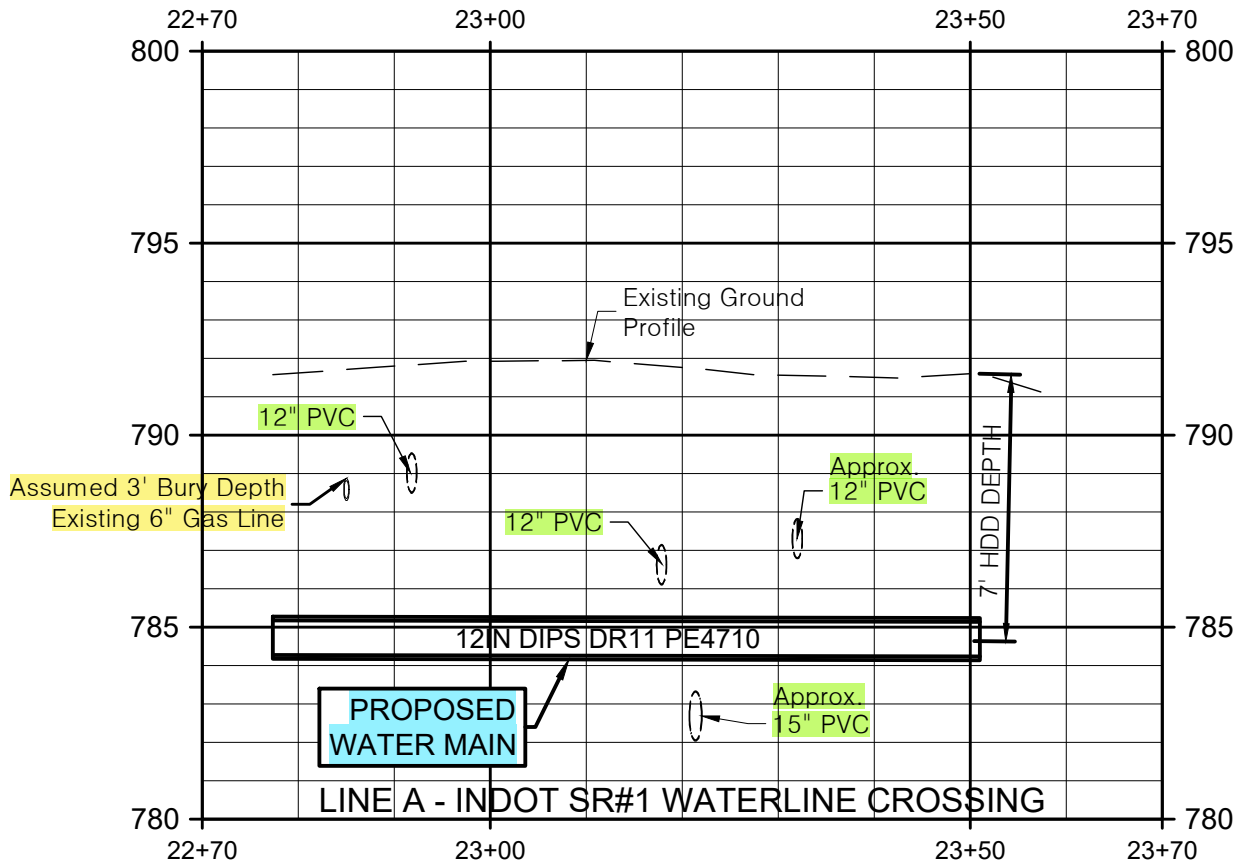 22+70
23+00
23+50
23+70
800
800
795
795
Existing Ground
Profile
790
790
12" PVC
Assumed 3' Bury Depth
Existing 6" Gas Line
Approx.
12" PVC
12" PVC
7' HDD DEPTH
785
785
12IN DIPS DR11 PE4710
PROPOSED
WATER MAIN
Approx.
15" PVC
LINE A - INDOT SR#1 WATERLINE CROSSING
780
780
22+70
23+00
23+50
23+70